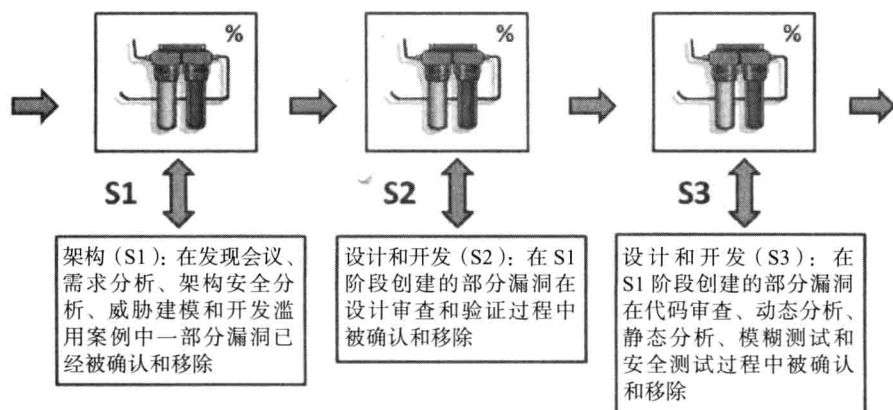 %
%
%
S1
S2
S3
架构（S1）：在发现会议、
需求分析、架构安全分
析、威胁建模和开发滥
用案例中一部分漏洞已
经被确认和移除
设计和开发（S2）：在 S1
阶段创建的部分漏洞在
设计审查和验证过程中
被确认和移除
设计和开发（S3）：在
S1 阶段创建的部分漏洞
在代码审查、动态分析、
静态分析、模糊测试和
安全测试过程中被确认
和移除